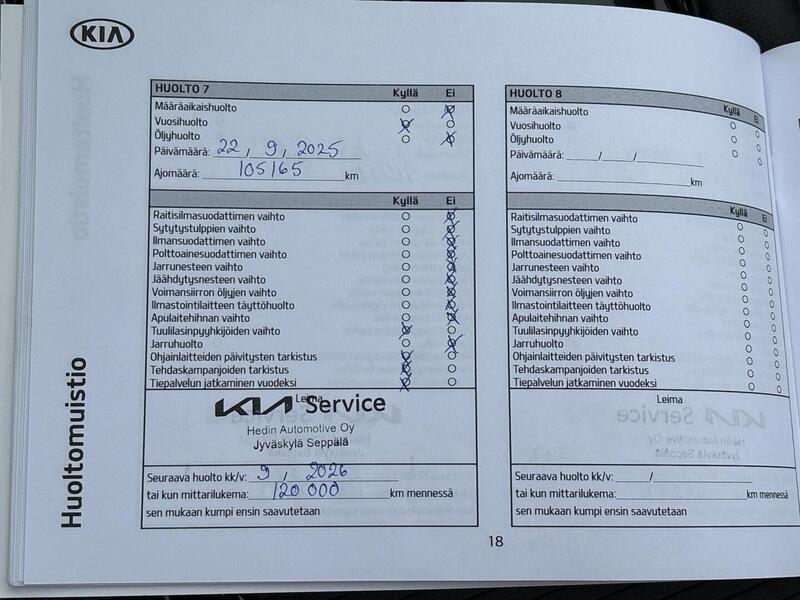 KIA
HUOLTO 7
Kyllä Ei
Määräaikaishuolto
Vuosihuolto
Öljyhuolto
Päivämäärä: 22, 9, 2025
Ajomäärä: 105165 km
Kyllä Ei
Raitisilmasuodattimen vaihto
Sytytystulppien vaihto
Ilmansuodattimen vaihto
Polttoainesuodattimen vaihto
Jarrunesteen vaihto
Jäähdytysnesteen vaihto
Voimansiirron öljyjen vaihto
Ilmastointilaitteen täyttöhuolto
Apulaitehihnan vaihto
Tuulilasinpyyhkijöiden vaihto
Jarruhuolto
Ohjainlaitteiden päivitysten tarkistus
Tehdaskampanjoiden tarkistus
Tiepalvelun jatkaminen vuodeksi
Leima
KIA Service
Hedin Automotive Oy
Jyväskylä Seppälä
Seuraava huolto kk/v: 9, 2026
tai kun mittarilukema: 120 000 km mennessä
sen mukaan kumpi ensin saavutetaan
HUOLTO 8
Kyllä Ei
Määräaikaishuolto
Vuosihuolto
Öljyhuolto
Päivämäärä: / /
Ajomäärä: km
Kyllä Ei
Raitisilmasuodattimen vaihto
Sytytystulppien vaihto
Ilmansuodattimen vaihto
Polttoainesuodattimen vaihto
Jarrunesteen vaihto
Jäähdytysnesteen vaihto
Voimansiirron öljyjen vaihto
Ilmastointilaitteen täyttöhuolto
Apulaitehihnan vaihto
Tuulilasinpyyhkijöiden vaihto
Jarruhuolto
Ohjainlaitteiden päivitysten tarkistus
Tehdaskampanjoiden tarkistus
Tiepalvelun jatkaminen vuodeksi
Leima
Seuraava huolto kk/v: /
tai kun mittarilukema: km mennessä
sen mukaan kumpi ensin saavutetaan
Huoltomuistio
18